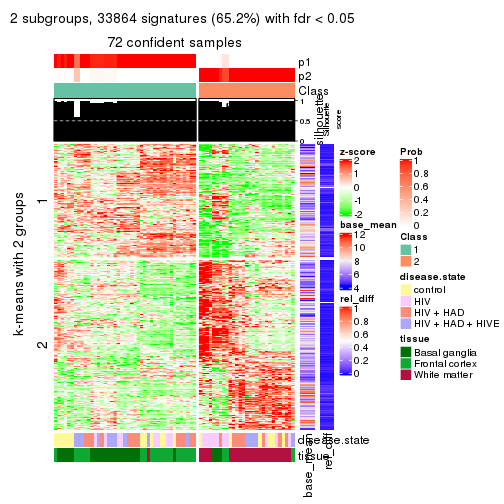 2 subgroups, 33864 signatures (65.2%) with fdr < 0.05
72 confident samples
p1
p2
Class
1
0.5
0
silhouette
Silhouette
score
k-means with 2 groups
1
2
disease.state
tissue
base_mean
rel_diff
z-score
2
1
0
-1
-2
base_mean
12
10
8
6
4
rel_diff
1
0.8
0.6
0.4
0.2
0
Prob
1
0.8
0.6
0.4
0.2
0
Class
1
2
disease.state
control
HIV
HIV + HAD
HIV + HAD + HIVE
tissue
Basal ganglia
Frontal cortex
White matter